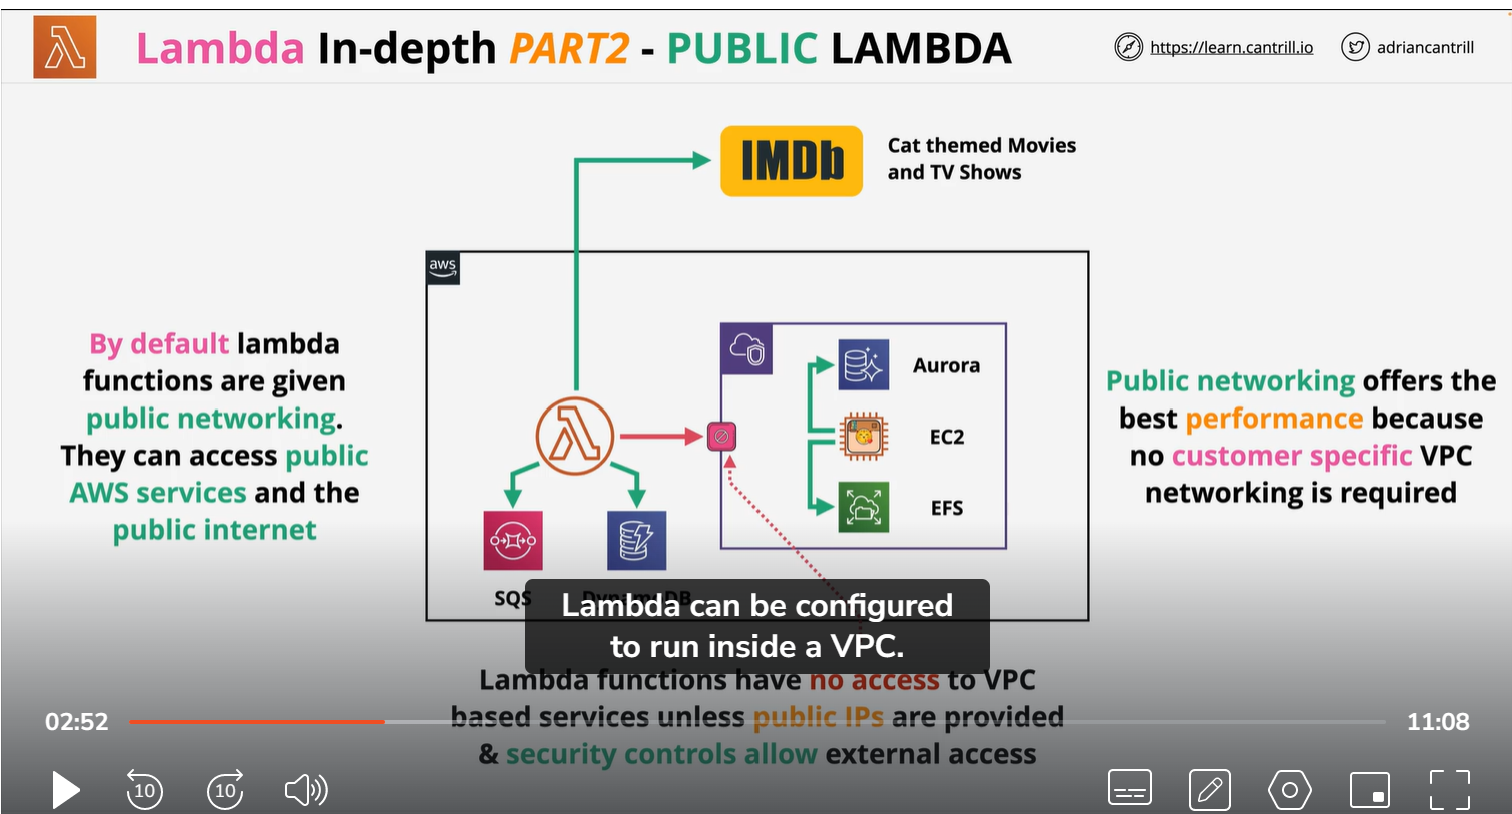 Lambda In-depth PART2 - PUBLIC LAMBDA
https://learn.cantrill.io
adriancantrill
IMDb
Cat themed Movies
and TV Shows
aws
By default lambda
functions are given
public networking.
They can access public
AWS services and the
public internet
Aurora
EC2
EFS
Public networking offers the
best performance because
no customer specific VPC
networking is required
SQS
DynamoDB
Lambda can be configured
to run inside a VPC.
Lambda functions have no access to VPC
based services unless public IPs are provided
& security controls allow external access
02:52
11:08
10
10